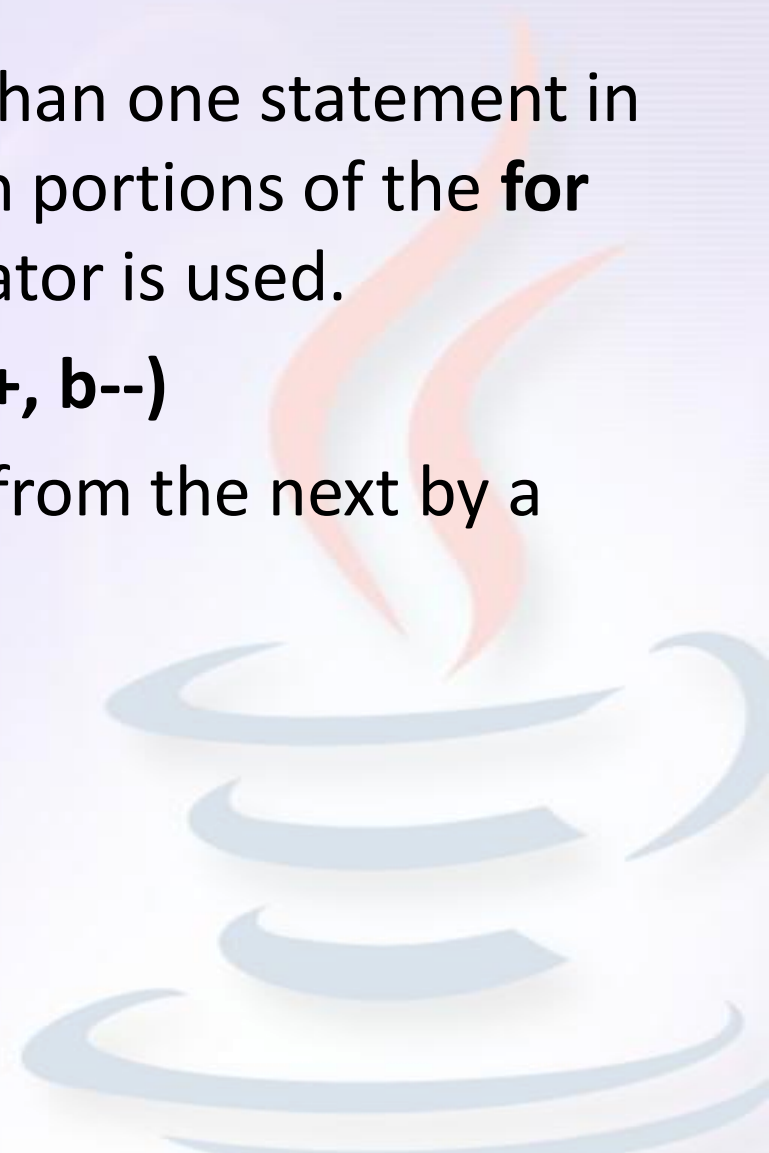 han one statement in
portions of the for
ator is used.
+, b--)
from the next by a